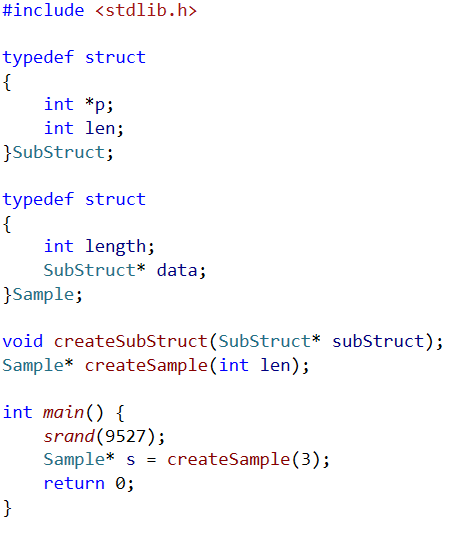 #include <stdlib.h>
typedef struct
{
int *p;
int len;
}SubStruct;
typedef struct
{
int length;
SubStruct* data;
}Sample;
void createSubStruct(SubStruct* subStruct);
Sample* createSample(int len);
int main() {
srand(9527);
Sample* s = createSample(3);
return 0;
}